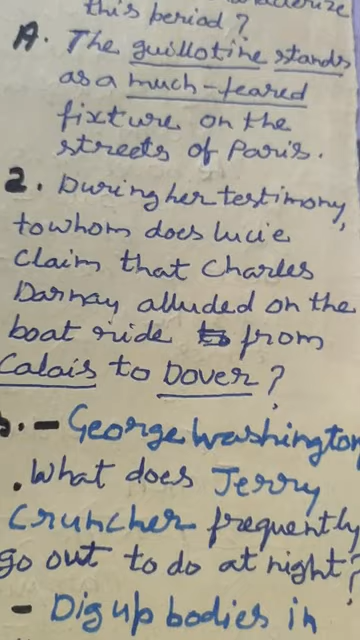 this period?
A. The guillotine stands
as a much-feared
fixture on the
streets of Paris.
2. During her testimony,
to whom does lucie
claim that Charles
Darnay alluded on the
boat ride from
Calais to Dover?
- George Washington
. What does Jerry
Cruncher frequently
go out to do at night?
- Dig up bodies in